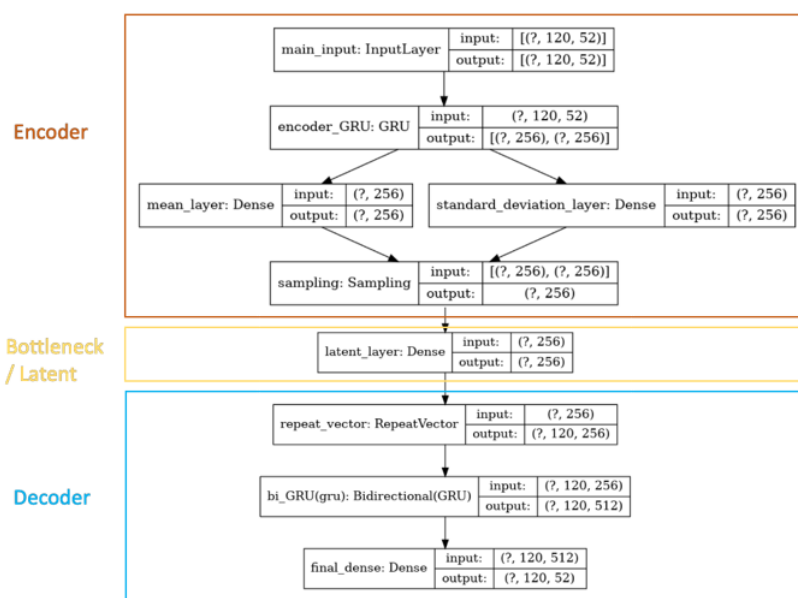 Encoder
main_input: InputLayer
input: [(?, 120, 52)]
output: [(?, 120, 52)]
encoder_GRU: GRU
input: (?, 120, 52)
output: [(?, 256), (?, 256)]
mean_layer: Dense
input: (?, 256)
output: (?, 256)
standard_deviation_layer: Dense
input: (?, 256)
output: (?, 256)
sampling: Sampling
input: [(?, 256), (?, 256)]
output: (?, 256)
Bottleneck
/ Latent
latent_layer: Dense
input: (?, 256)
output: (?, 256)
Decoder
repeat_vector: RepeatVector
input: (?, 256)
output: (?, 120, 256)
bi_GRU(gru): Bidirectional(GRU)
input: (?, 120, 256)
output: (?, 120, 512)
final_dense: Dense
input: (?, 120, 512)
output: (?, 120, 52)